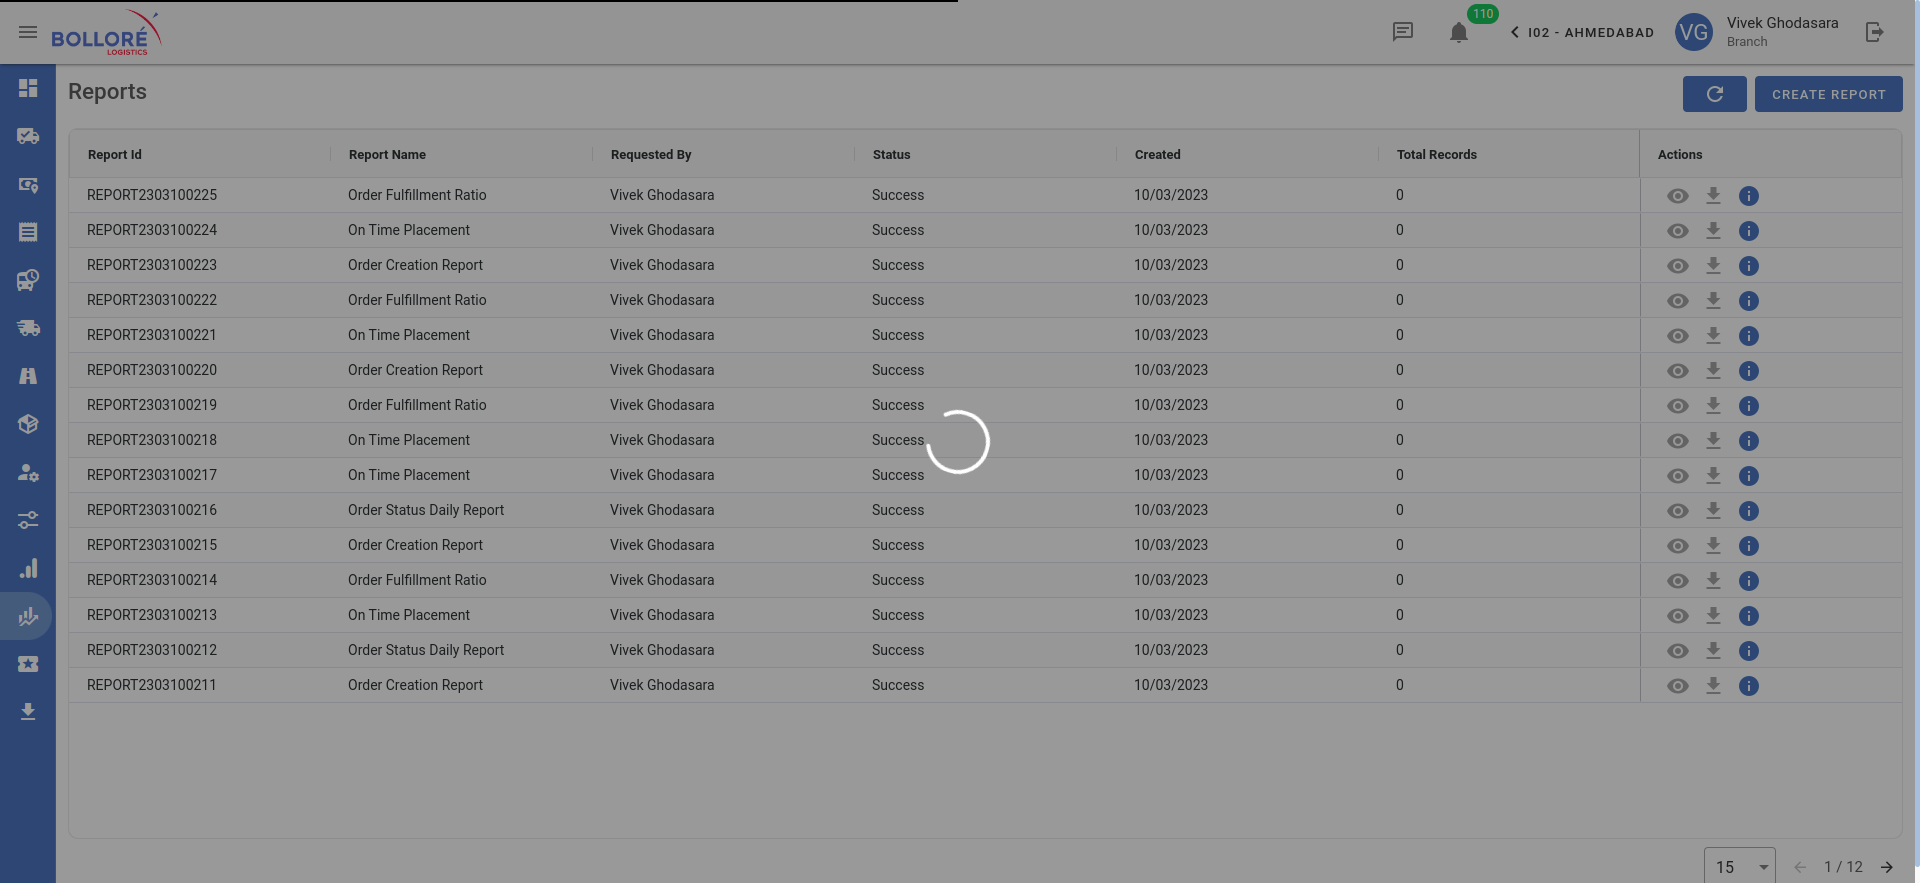 BOLLORÉ
LOGISTICS
110
I02 - AHMEDABAD
VG
Vivek Ghodasara
Branch
Reports
CREATE REPORT
Report Id Report Name Requested By Status Created Total Records Actions
REPORT2303100225 Order Fulfillment Ratio Vivek Ghodasara Success 10/03/2023 0
REPORT2303100224 On Time Placement Vivek Ghodasara Success 10/03/2023 0
REPORT2303100223 Order Creation Report Vivek Ghodasara Success 10/03/2023 0
REPORT2303100222 Order Fulfillment Ratio Vivek Ghodasara Success 10/03/2023 0
REPORT2303100221 On Time Placement Vivek Ghodasara Success 10/03/2023 0
REPORT2303100220 Order Creation Report Vivek Ghodasara Success 10/03/2023 0
REPORT2303100219 Order Fulfillment Ratio Vivek Ghodasara Success 10/03/2023 0
REPORT2303100218 On Time Placement Vivek Ghodasara Success 10/03/2023 0
REPORT2303100217 On Time Placement Vivek Ghodasara Success 10/03/2023 0
REPORT2303100216 Order Status Daily Report Vivek Ghodasara Success 10/03/2023 0
REPORT2303100215 Order Creation Report Vivek Ghodasara Success 10/03/2023 0
REPORT2303100214 Order Fulfillment Ratio Vivek Ghodasara Success 10/03/2023 0
REPORT2303100213 On Time Placement Vivek Ghodasara Success 10/03/2023 0
REPORT2303100212 Order Status Daily Report Vivek Ghodasara Success 10/03/2023 0
REPORT2303100211 Order Creation Report Vivek Ghodasara Success 10/03/2023 0
15 1 / 12